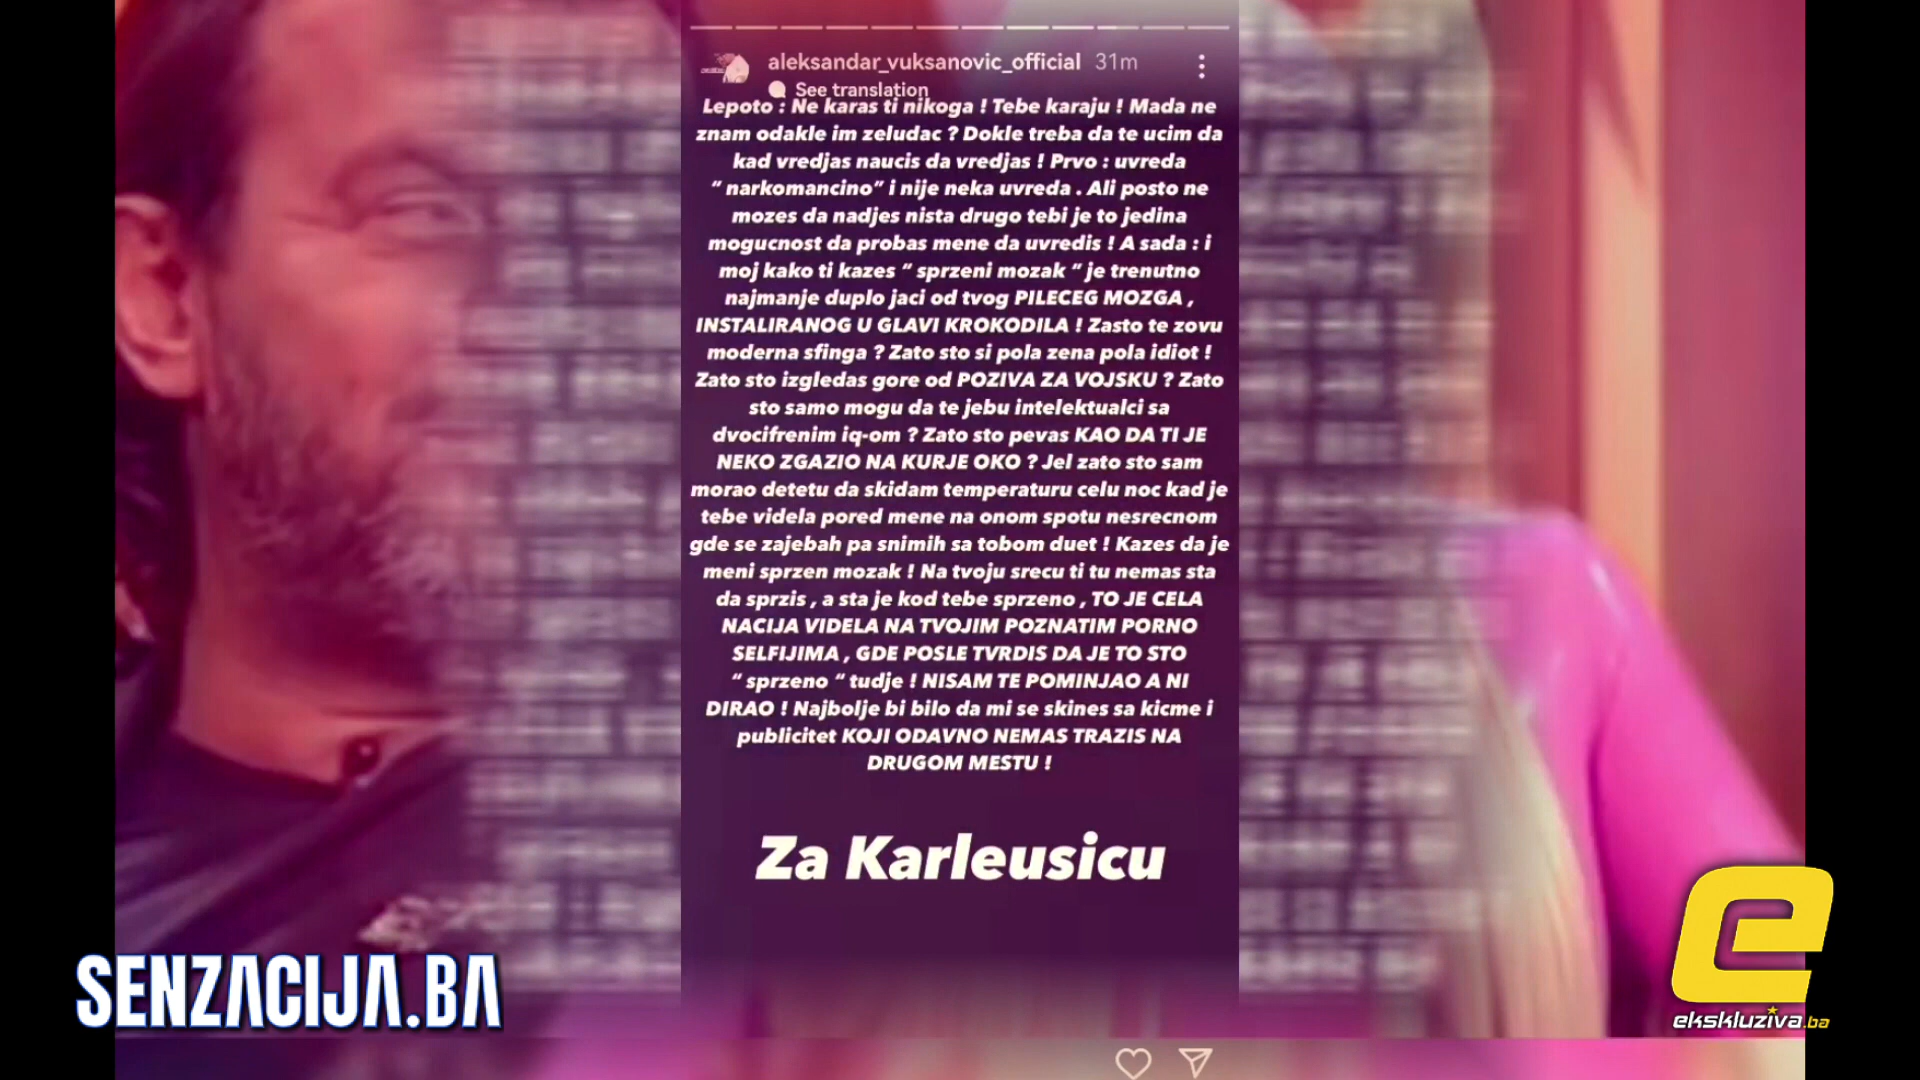 aleksandar_vuksanovic_official 31m
See translation
Lepoto : Ne karas ti nikoga ! Tebe karaju ! Mada ne
znam odakle im zeludac ? Dokle treba da te ucim da
kad vredjas naucis da vredjas ! Prvo : uvreda
“ narkomancino” i nije neka uvreda . Ali posto ne
mozes da nadjes nista drugo tebi je to jedina
mogucnost da probas mene da uvredis ! A sada : i
moj kako ti kazes “ sprzeni mozak “ je trenutno
najmanje duplo jaci od tvog PILECEG MOZGA ,
INSTALIRANOG U GLAVI KROKODILA ! Zasto te zovu
moderna sfinga ? Zato sto si pola zena pola idiot !
Zato sto izgledas gore od POZIVA ZA VOJSKU ? Zato
sto samo mogu da te jebu intelektualci sa
dvocifrenim iq-om ? Zato sto pevas KAO DA TI JE
NEKO ZGAZIO NA KURJE OKO ? Jel zato sto sam
morao detetu da skidam temperaturu celu noc kad je
tebe videla pored mene na onom spotu nesrecnom
gde se zajebah pa snimih sa tobom duet ! Kazes da je
meni sprzen mozak ! Na tvoju srecu ti tu nemas sta
da sprzis , a sta je kod tebe sprzeno , TO JE CELA
NACIJA VIDELA NA TVOJIM POZNATIM PORNO
SELFIJIMA , GDE POSLE TVRDIS DA JE TO STO
“ sprzeno “ tudje ! NISAM TE POMINJAO A NI
DIRAO ! Najbolje bi bilo da mi se skines sa kicme i
publicitet KOJI ODAVNO NEMAS TRAZIS NA
DRUGOM MESTU !
Za Karleusicu
SENZACIJA.BA
e
ekskluziva.ba